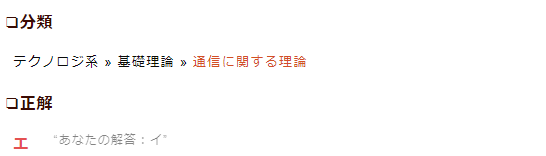 ❏分類
テクノロジ系 » 基礎理論 » 通信に関する理論
❏正解
エ “あなたの解答：イ”